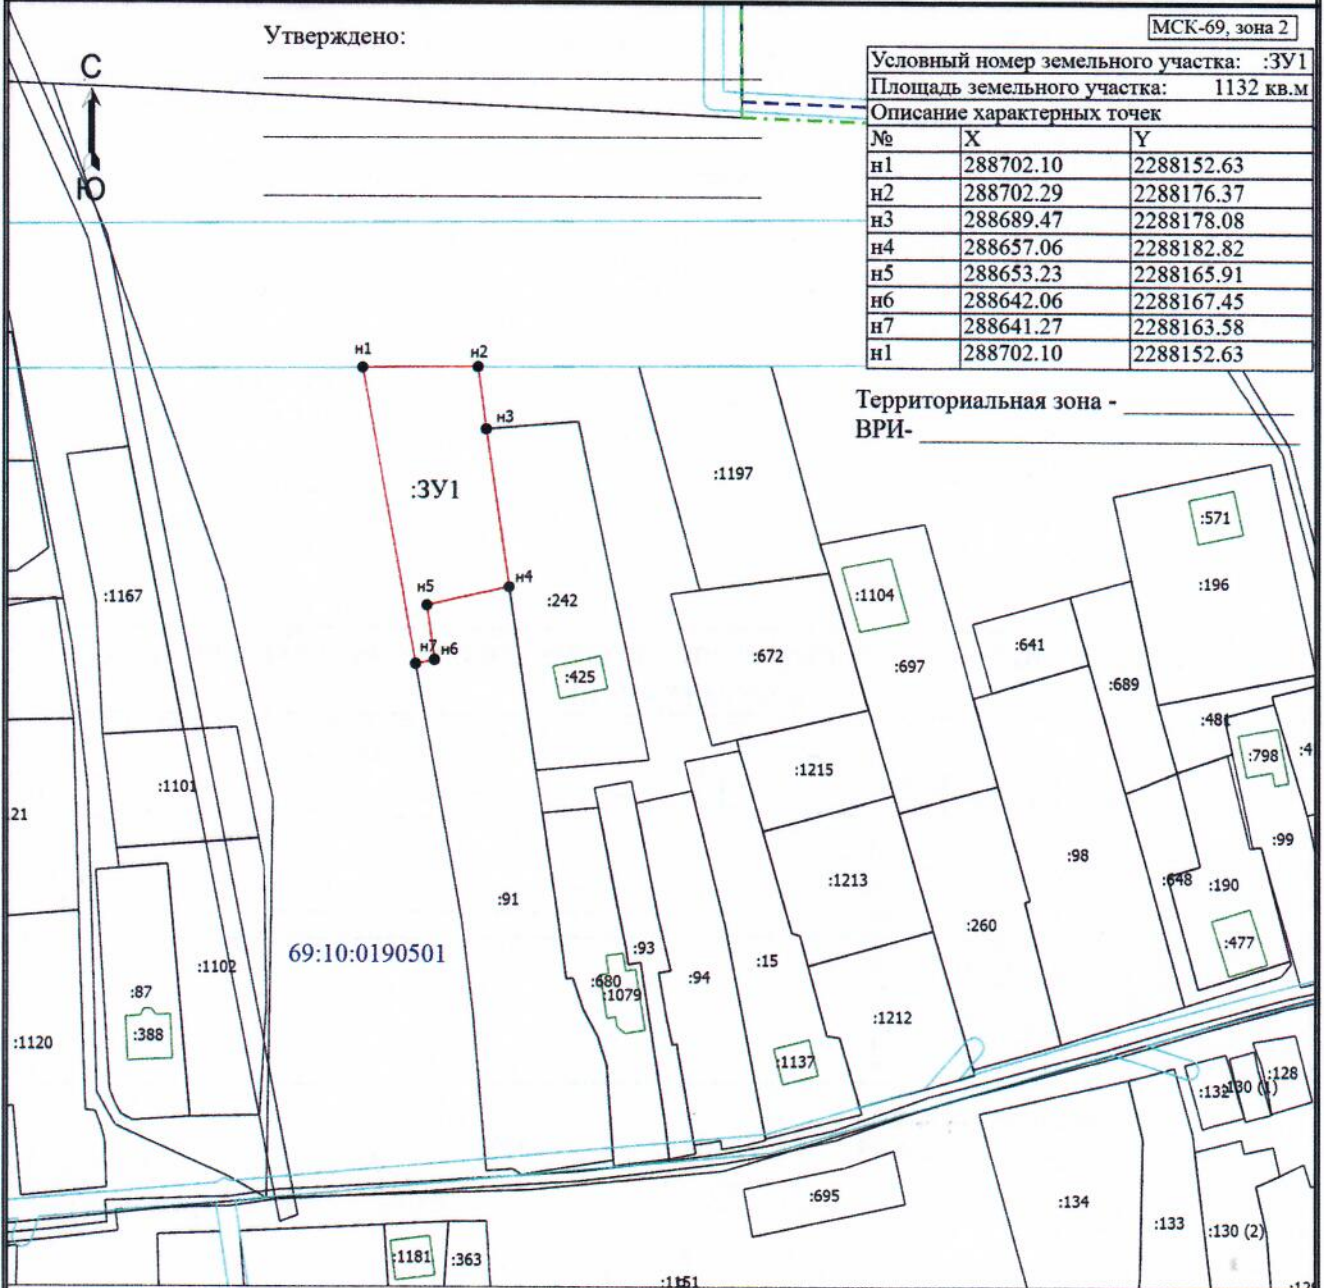 Утверждено:
МСК-69, зона 2
С
Ю
Условный номер земельного участка: :ЗУ1
Площадь земельного участка: 1132 кв.м
Описание характерных точек
№ X Y
н1 288702.10 2288152.63
н2 288702.29 2288176.37
н3 288689.47 2288178.08
н4 288657.06 2288182.82
н5 288653.23 2288165.91
н6 288642.06 2288167.45
н7 288641.27 2288163.58
н1 288702.10 2288152.63
Территориальная зона -
ВРИ-
н1
н2
н3
:ЗУ1
:1197
:571
н4
н5
:1167
:242
:1104
:196
н7
н6
:425
:672
:697
:641
:689
:481
:798
:4
:1101
:1215
21
:99
:98
:91
:1213
:648
:190
69:10:0190501
:1102
:93
:94
:15
:260
:477
:87
:680
:1079
:388
:1120
:1212
:1137
:128
:132
:130 (1)
:695
:134
:133
:130 (2)
:1181
:363